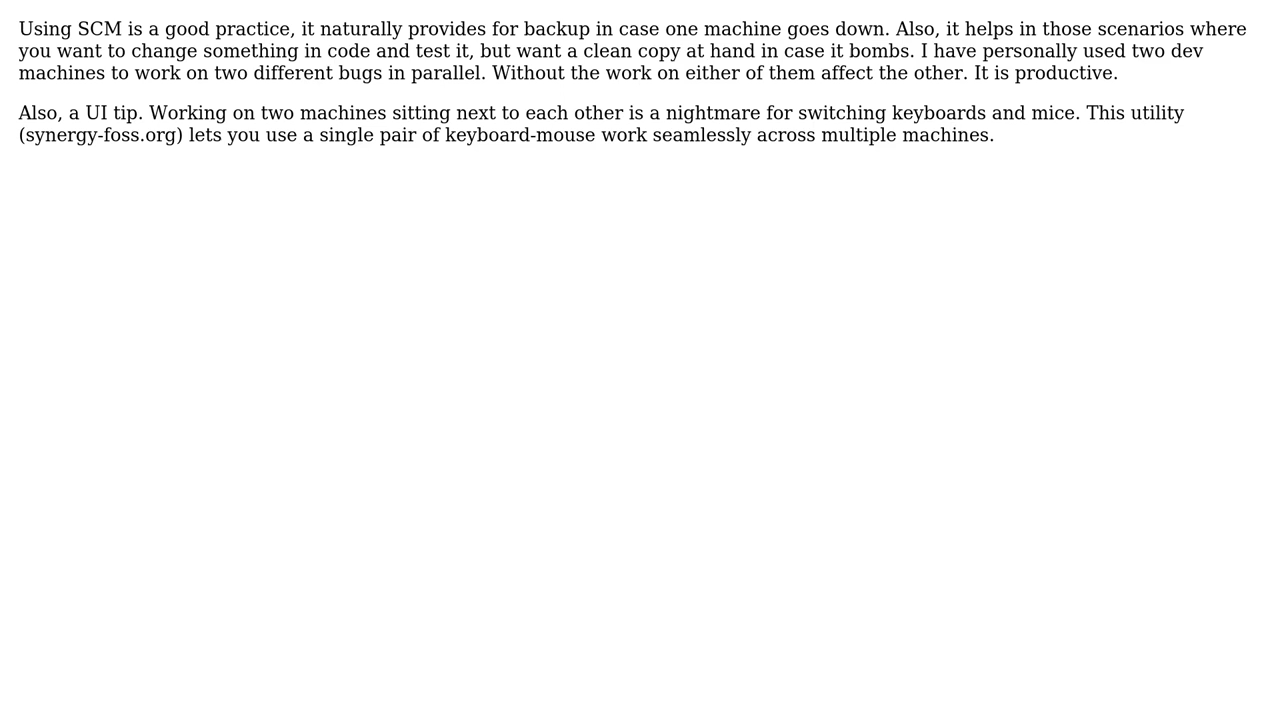 Using SCM is a good practice, it naturally provides for backup in case one machine goes down. Also, it helps in those scenarios where
you want to change something in code and test it, but want a clean copy at hand in case it bombs. I have personally used two dev
machines to work on two different bugs in parallel. Without the work on either of them affect the other. It is productive.
Also, a UI tip. Working on two machines sitting next to each other is a nightmare for switching keyboards and mice. This utility
(synergy-foss.org) lets you use a single pair of keyboard-mouse work seamlessly across multiple machines.